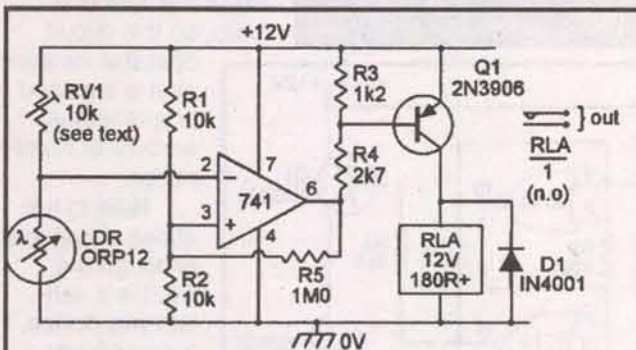 +12V
RV1
10k
(see text)
R1
10k
R3
1k2
Q1
2N3906
R4
2k7
} out
RLA
1
(n.o)
2
7
741
6
3
4
λ
LDR
ORP12
R2
10k
R5
1M0
RLA
12V
180R+
D1
IN4001
0V